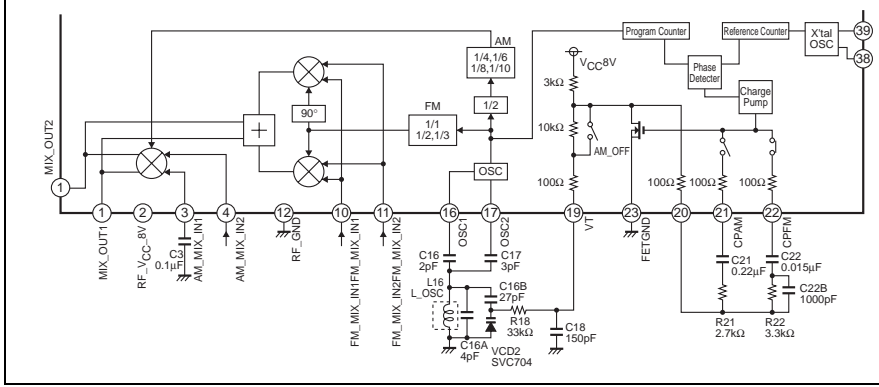 MIX_OUT2
AM
1/4,1/6
1/8,1/10
1/2
FM
1/1
1/2,1/3
90°
+
OSC
Program Counter
Reference Counter
X'tal
OSC
39
38
Phase
Detecter
Charge
Pump
VCC8V
3kΩ
10kΩ
AM_OFF
100Ω
100Ω
100Ω
100Ω
1
1
2
3
4
12
10
11
16
17
19
23
20
21
22
MIX_OUT1
RF_VCC_8V
AM_MIX_IN1
AM_MIX_IN2
RF_GND
FM_MIX_IN1FM_MIX_IN1
FM_MIX_IN2FM_MIX_IN2
OSC1
OSC2
VT
FETGND
CPAM
CPFM
C3
0.1μF
C16
2pF
C17
3pF
L16
L_OSC
C16B
27pF
C16A
4pF
VCD2
SVC704
R18
33kΩ
C18
150pF
C21
0.22μF
C22
0.015μF
C22B
1000pF
R21
2.7kΩ
R22
3.3kΩ